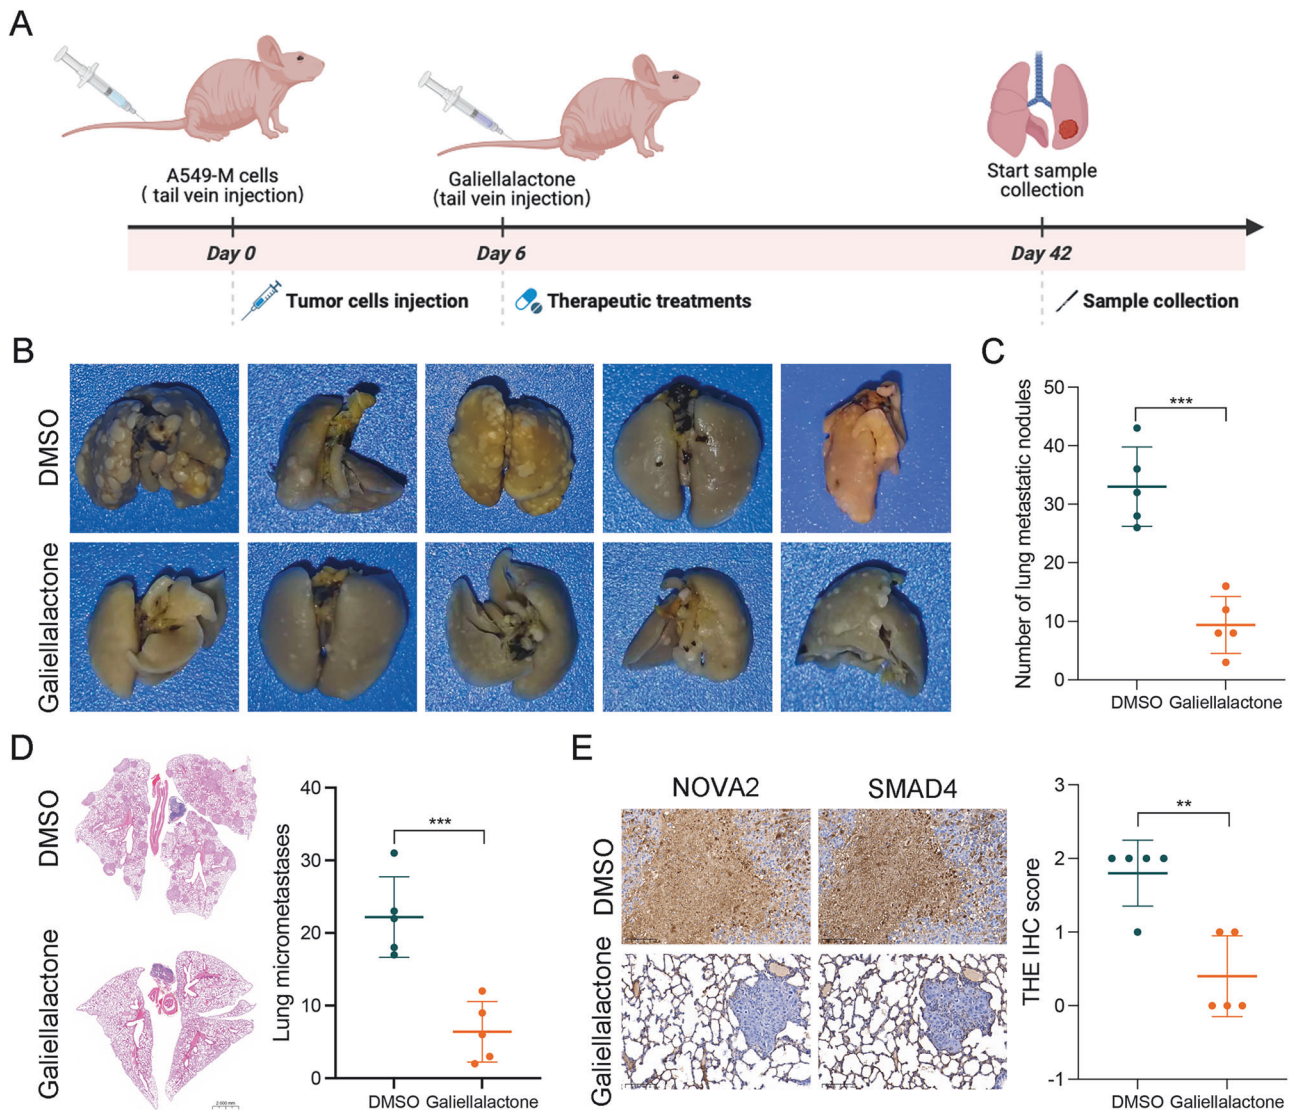 A
A549-M cells
( tail vein injection)
Galiellalactone
(tail vein injection)
Start sample
collection
Day 0
Day 6
Day 42
Tumor cells injection
Therapeutic treatments
Sample collection
B
DMSO
Galiellalactone
C
Number of lung metastatic nodules
50
40
30
20
10
0
***
DMSO
Galiellalactone
D
DMSO
Galiellalactone
Lung micrometastases
40
30
20
10
0
***
DMSO
Galiellalactone
E
NOVA2
SMAD4
DMSO
Galiellalactone
THE IHC score
3
2
1
0
-1
**
DMSO
Galiellalactone